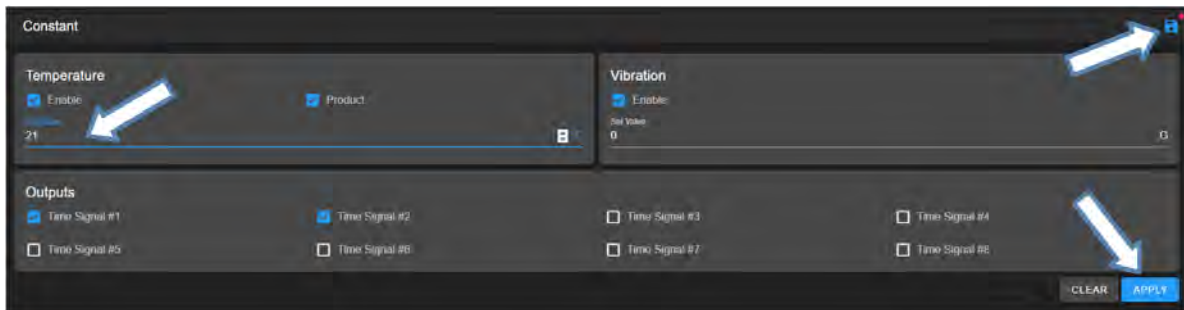 Constant
Temperature
Enable Product
21
Vibration
Enable
Set Value
0 G
Outputs
Time Signal #1 Time Signal #2 Time Signal #3 Time Signal #4
Time Signal #5 Time Signal #6 Time Signal #7 Time Signal #8
CLEAR APPLY